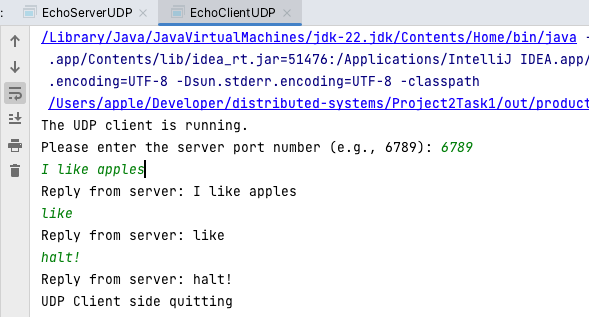 : EchoServerUDP × EchoClientUDP ×
/Library/Java/JavaVirtualMachines/jdk-22.jdk/Contents/Home/bin/java -
.app/Contents/lib/idea_rt.jar=51476:/Applications/IntelliJ IDEA.app/
.encoding=UTF-8 -Dsun.stderr.encoding=UTF-8 -classpath
/Users/apple/Developer/distributed-systems/Project2Task1/out/product
The UDP client is running.
Please enter the server port number (e.g., 6789): 6789
I like apples
Reply from server: I like apples
like
Reply from server: like
halt!
Reply from server: halt!
UDP Client side quitting